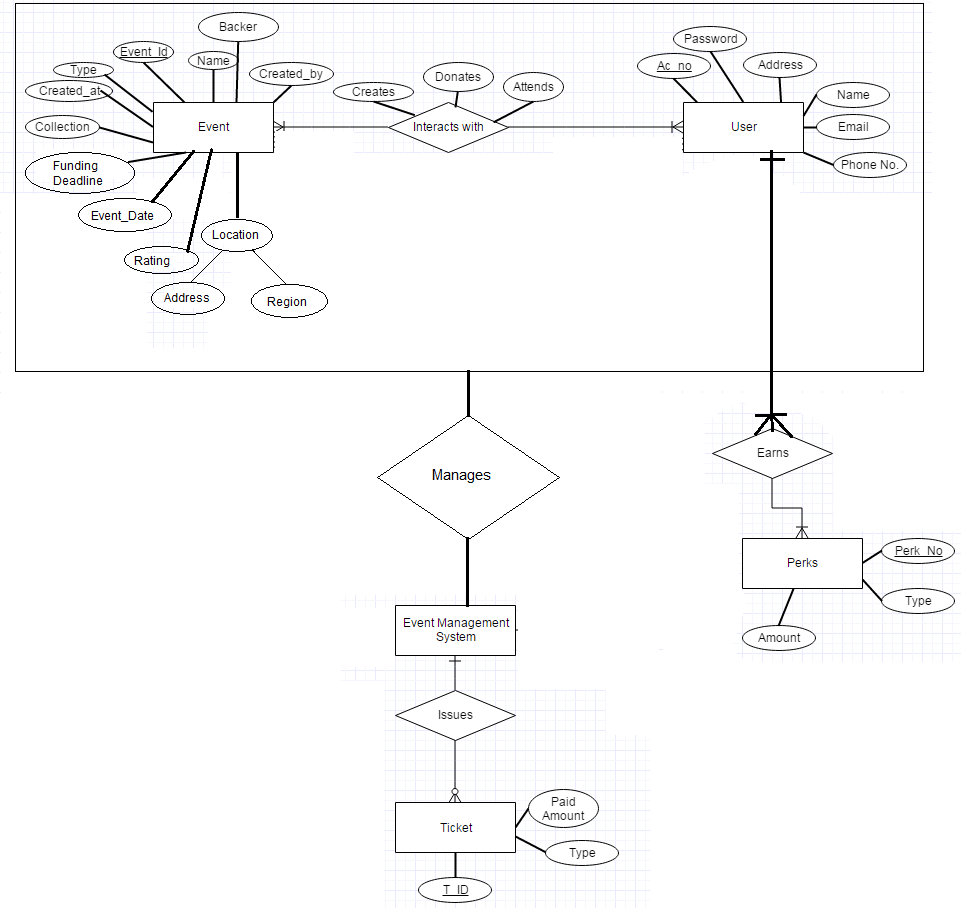 Backer
Event_Id
Name
Type
Created_by
Created_at
Collection
Event
Funding
Deadline
Event_Date
Rating
Location
Address
Region
Creates
Donates
Attends
Interacts with
Password
Ac_no
Address
Name
User
Email
Phone No.
Manages
Earns
Perks
Perk_No
Type
Amount
Event Management
System
Issues
Ticket
Paid
Amount
Type
T_ID